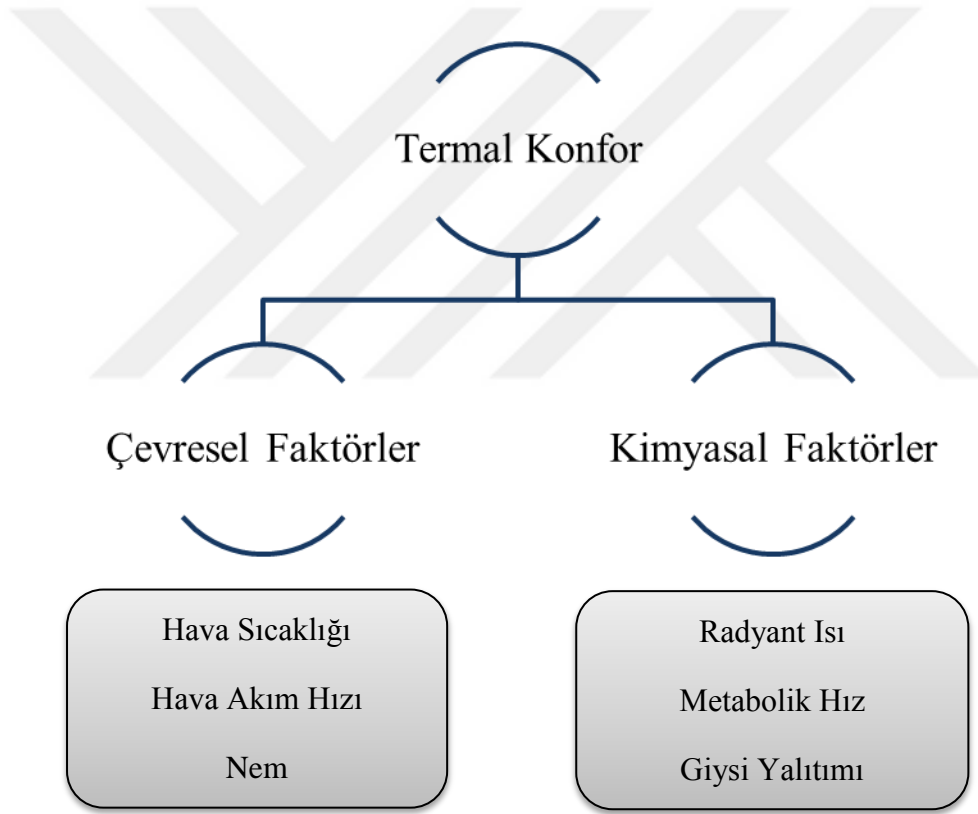 Termal Konfor
Çevresel Faktörler
Kimyasal Faktörler
Hava Sıcaklığı
Hava Akım Hızı
Nem
Radyant Isı
Metabolik Hız
Giysi Yalıtımı